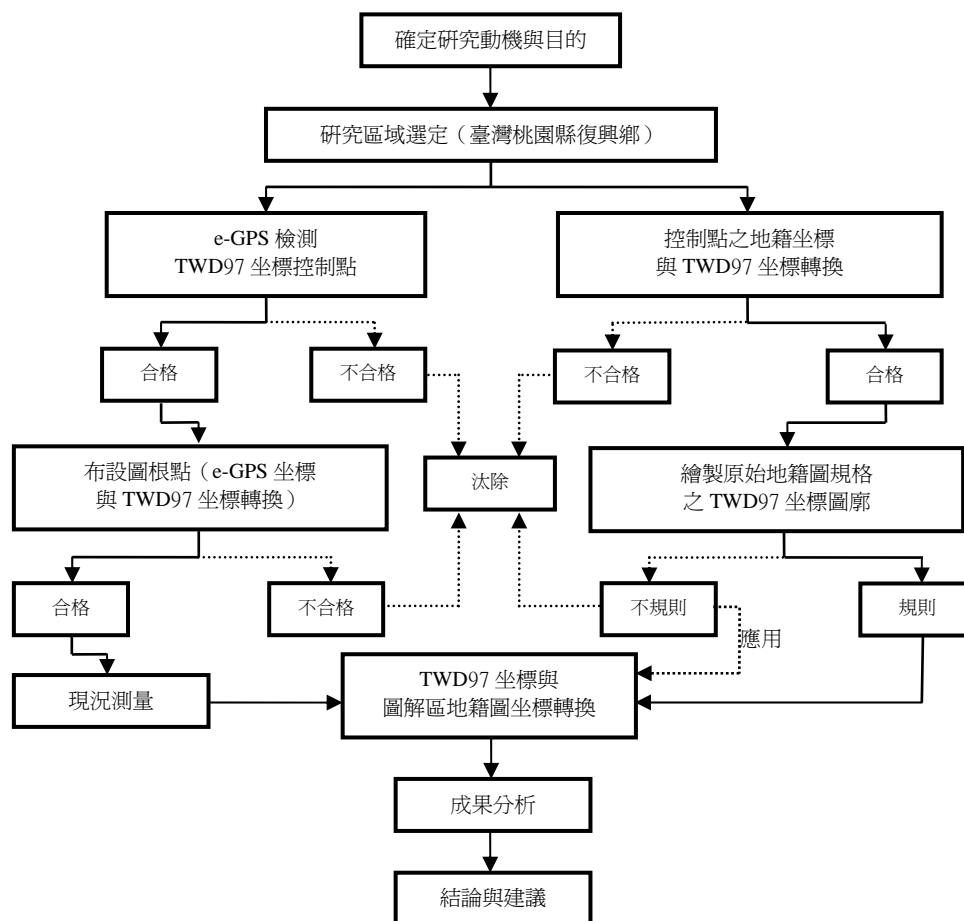 確定研究動機與目的
研究區域選定（臺灣桃園縣復興鄉）
e-GPS 檢測
TWD97 坐標控制點
控制點之地籍坐標
與 TWD97 坐標轉換
合格
不合格
不合格
合格
布設圖根點（e-GPS 坐標
與 TWD97 坐標轉換）
汰除
繪製原始地籍圖規格
之 TWD97 坐標圖廓
合格
不合格
不規則
規則
應用
現況測量
TWD97 坐標與
圖解區地籍圖坐標轉換
成果分析
結論與建議